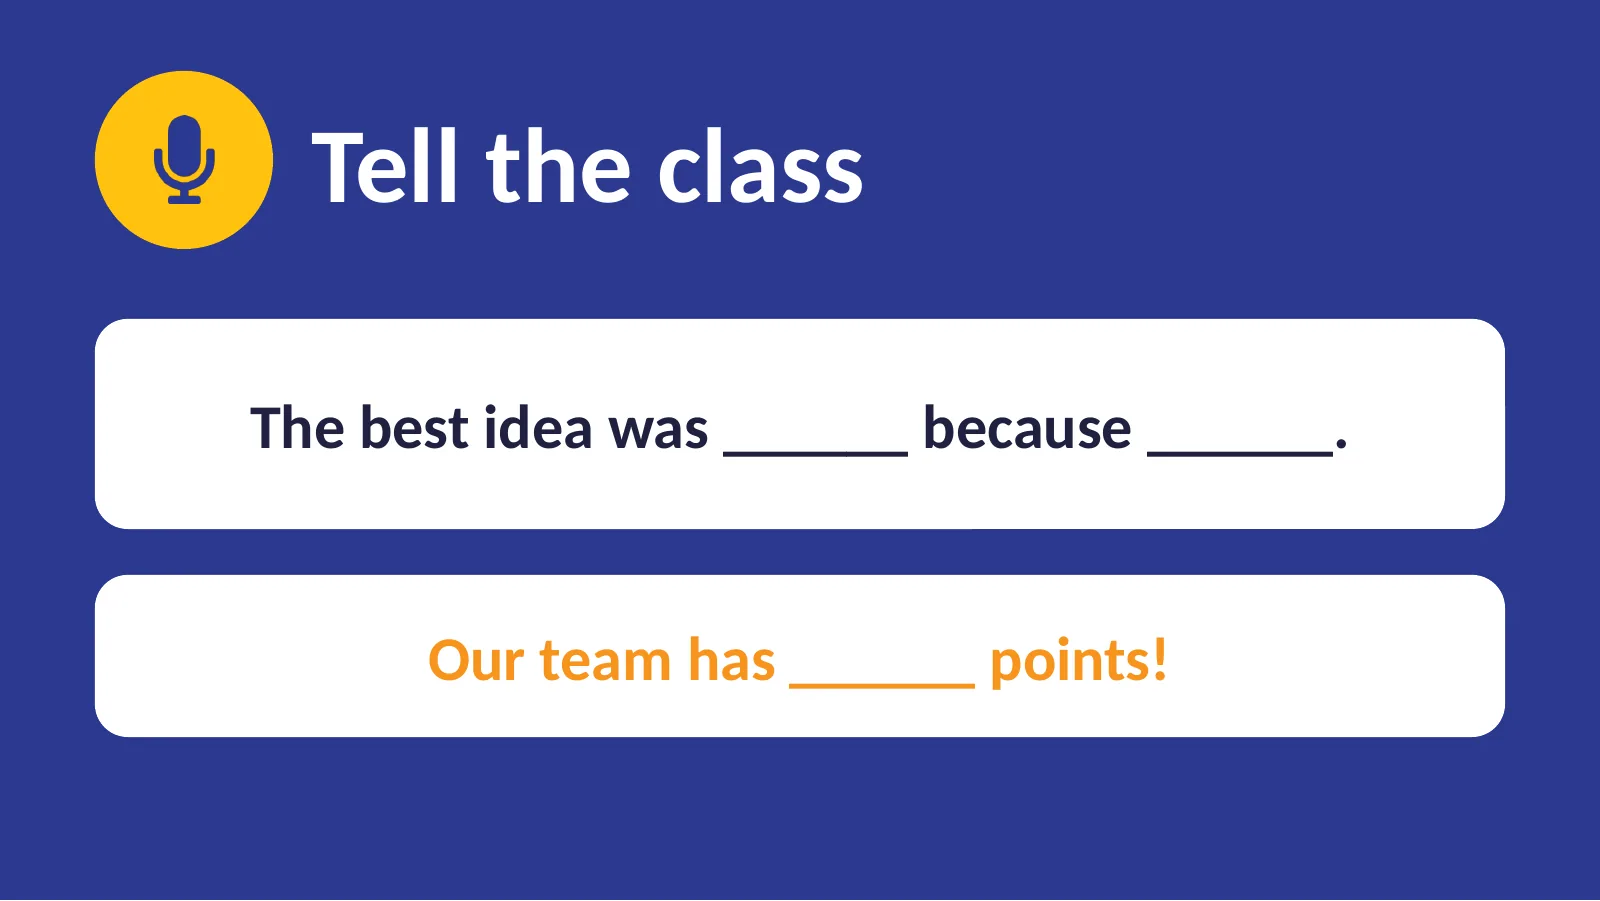 Tell the class
The best idea was ______ because ______.
Our team has ______ points!